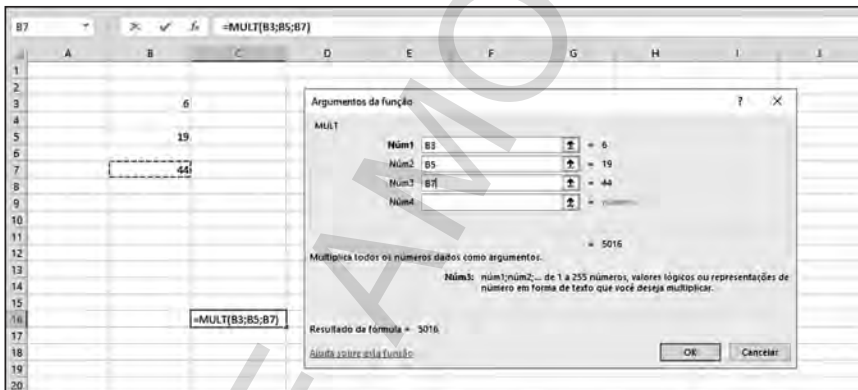 B7 fx =MULT(B3;B5;B7)
A B C D E F G H I J
1
2
3 6
4
5 19
6
7 44
8
9
10
11
12
13
14
15
16 =MULT(B3;B5;B7)
17
18
19
20
Argumentos da função ? ×
MULT
Núm1 B3 = 6
Núm2 B5 = 19
Núm3 B7 = 44
Núm4 = número
= 5016
Multiplica todos os números dados como argumentos.
Núm3: núm1;núm2;... de 1 a 255 números, valores lógicos ou representações de
número em forma de texto que você deseja multiplicar.
Resultado da fórmula = 5016
Ajuda sobre esta função
OK Cancelar